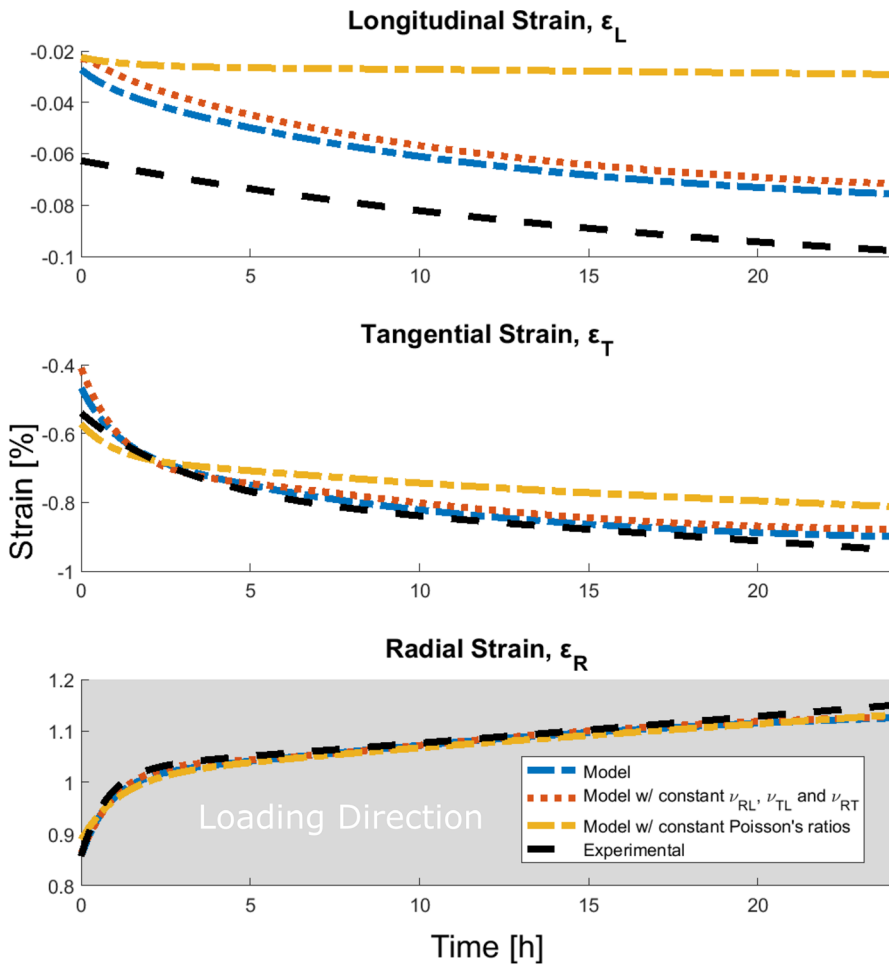 Longitudinal Strain, εL
-0.02
-0.04
-0.06
-0.08
-0.1
0 5 10 15 20
Tangential Strain, εT
-0.4
-0.6
-0.8
-1
0 5 10 15 20
Strain [%]
Radial Strain, εR
1.2
1.1
1
0.9
0.8
Loading Direction
Model
Model w/ constant νRL, νTL and νRT
Model w/ constant Poisson's ratios
Experimental
0 5 10 15 20
Time [h]